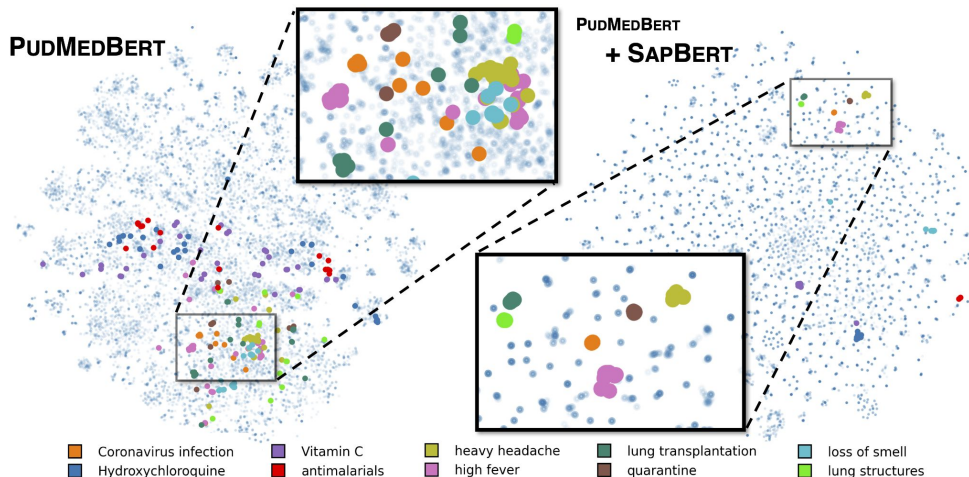 PUDMEDBERT
PUDMEDBERT
+ SAPBERT
Coronavirus infection
Vitamin C
heavy headache
lung transplantation
loss of smell
Hydroxychloroquine
antimalarials
high fever
quarantine
lung structures